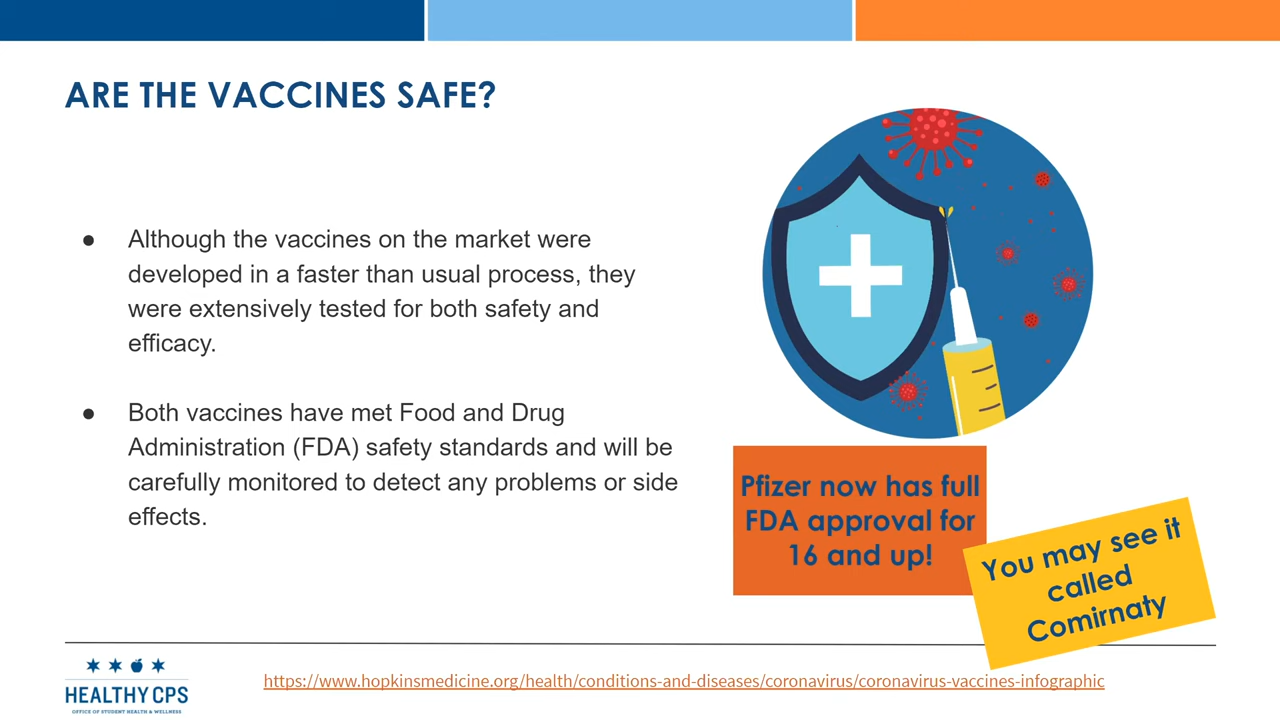 ARE THE VACCINES SAFE?
● Although the vaccines on the market were
developed in a faster than usual process, they
were extensively tested for both safety and
efficacy.
● Both vaccines have met Food and Drug
Administration (FDA) safety standards and will be
carefully monitored to detect any problems or side
effects.
Pfizer now has full
FDA approval for
16 and up!
You may see it
called
Comirnaty
HEALTHY CPS
OFFICE OF STUDENT HEALTH & WELLNESS
https://www.hopkinsmedicine.org/health/conditions-and-diseases/coronavirus/coronavirus-vaccines-infographic